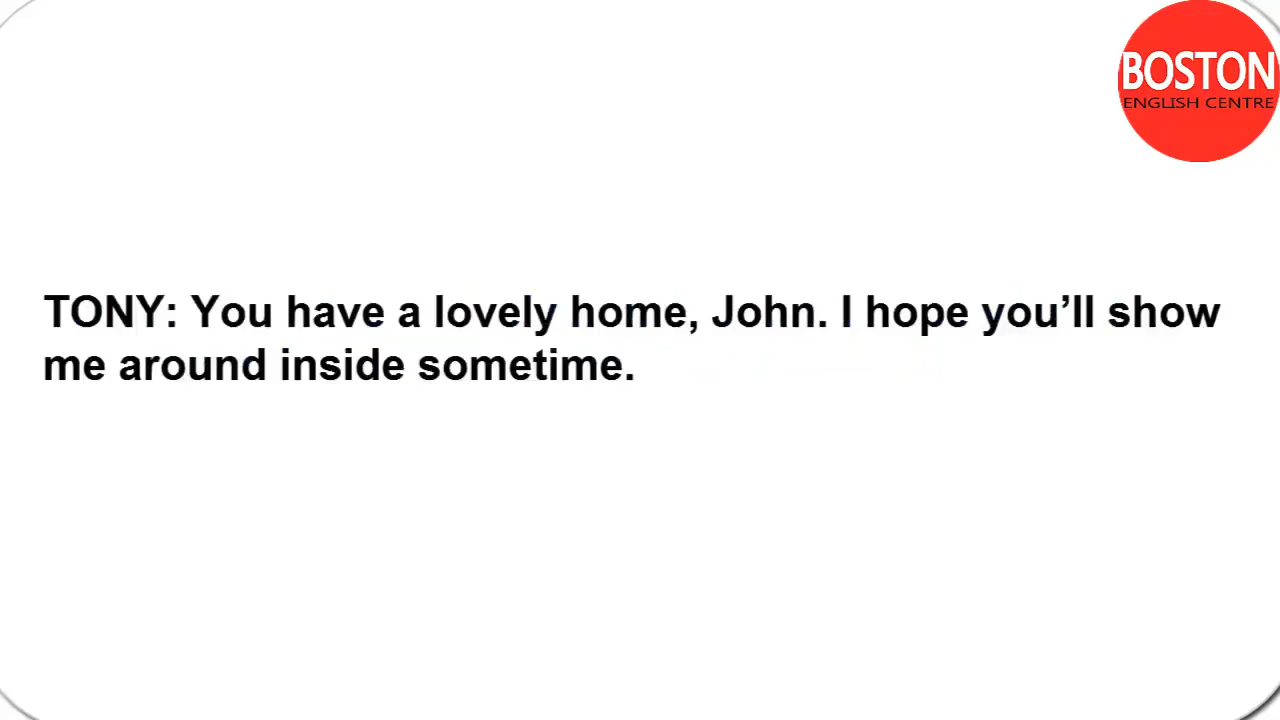 BOSTON
ENGLISH CENTRE
TONY: You have a lovely home, John. I hope you’ll show
me around inside sometime.